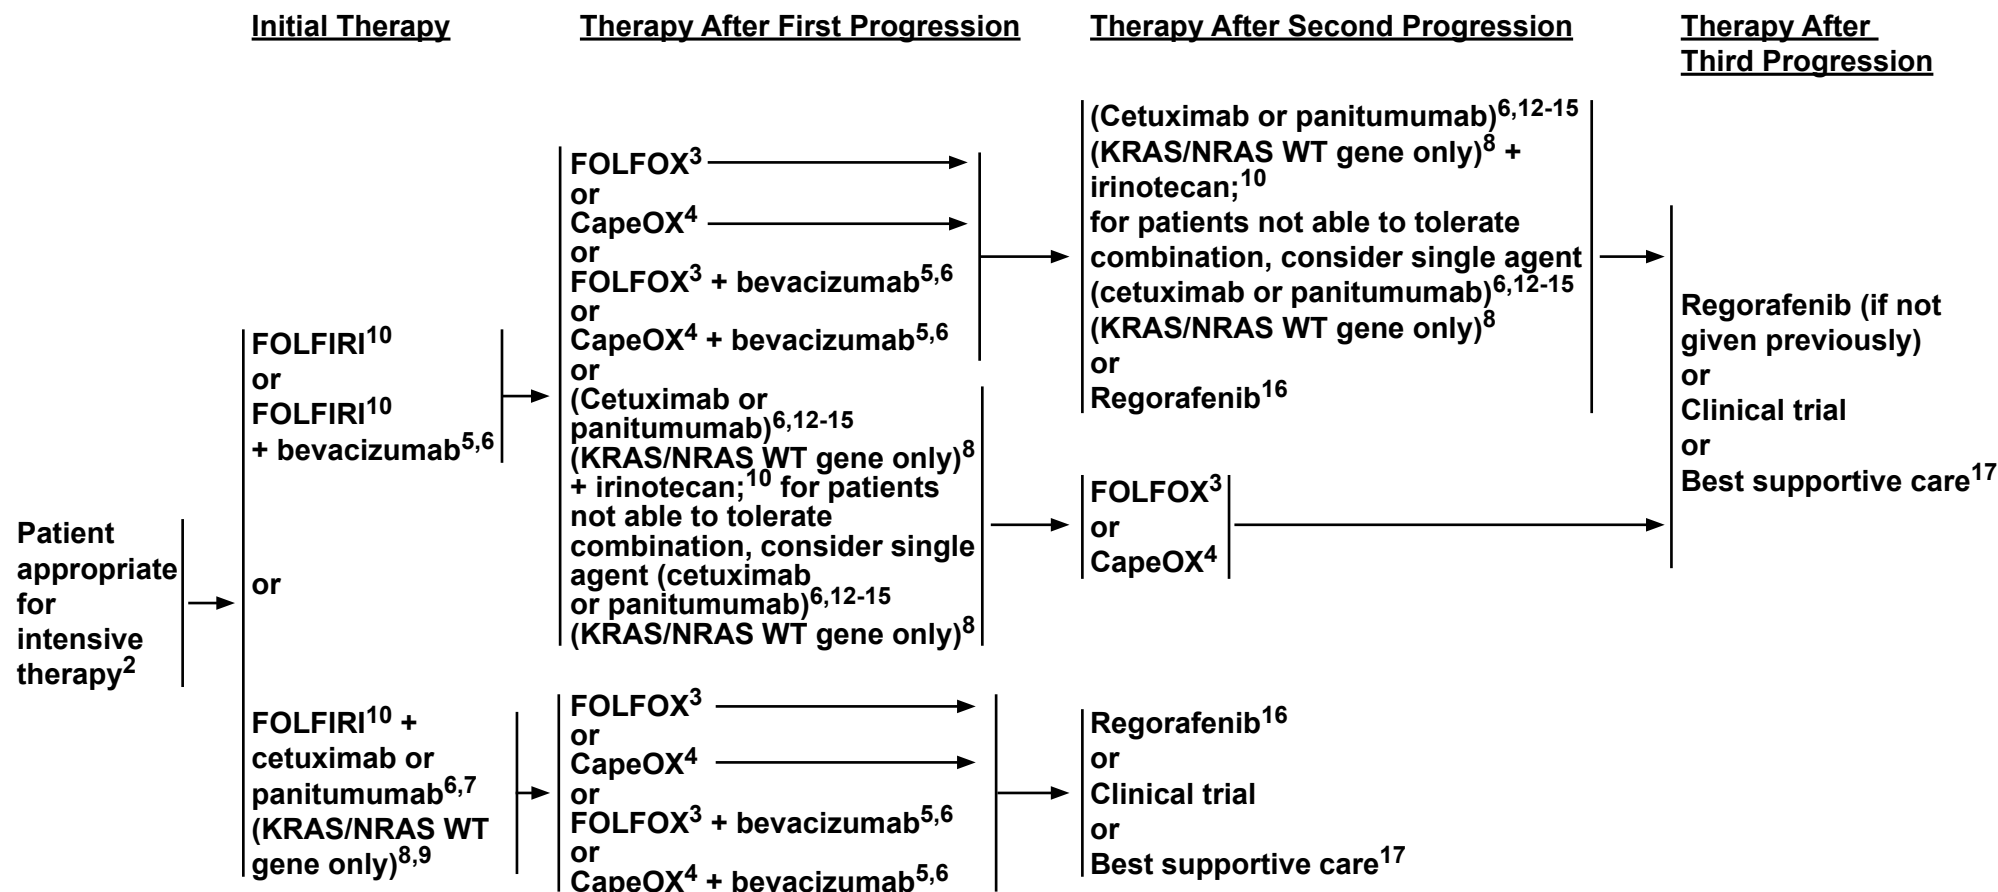 Initial Therapy
Therapy After First Progression
Therapy After Second Progression
Therapy After
Third Progression
Patient
appropriate
for
intensive
therapy2
FOLFIRI10
or
FOLFIRI10
+ bevacizumab5,6
or
FOLFIRI10 +
cetuximab or
panitumumab6,7
(KRAS/NRAS WT
gene only)8,9
FOLFOX3
or
CapeOX4
or
FOLFOX3 + bevacizumab5,6
or
CapeOX4 + bevacizumab5,6
or
(Cetuximab or
panitumumab)6,12-15
(KRAS/NRAS WT gene only)8
+ irinotecan;10 for patients
not able to tolerate
combination, consider single
agent (cetuximab
or panitumumab)6,12-15
(KRAS/NRAS WT gene only)8
FOLFOX3
or
CapeOX4
or
FOLFOX3 + bevacizumab5,6
or
CapeOX4 + bevacizumab5,6
(Cetuximab or panitumumab)6,12-15
(KRAS/NRAS WT gene only)8 +
irinotecan;10
for patients not able to tolerate
combination, consider single agent
(cetuximab or panitumumab)6,12-15
(KRAS/NRAS WT gene only)8
or
Regorafenib16
FOLFOX3
or
CapeOX4
Regorafenib16
or
Clinical trial
or
Best supportive care17
Regorafenib (if not
given previously)
or
Clinical trial
or
Best supportive care17